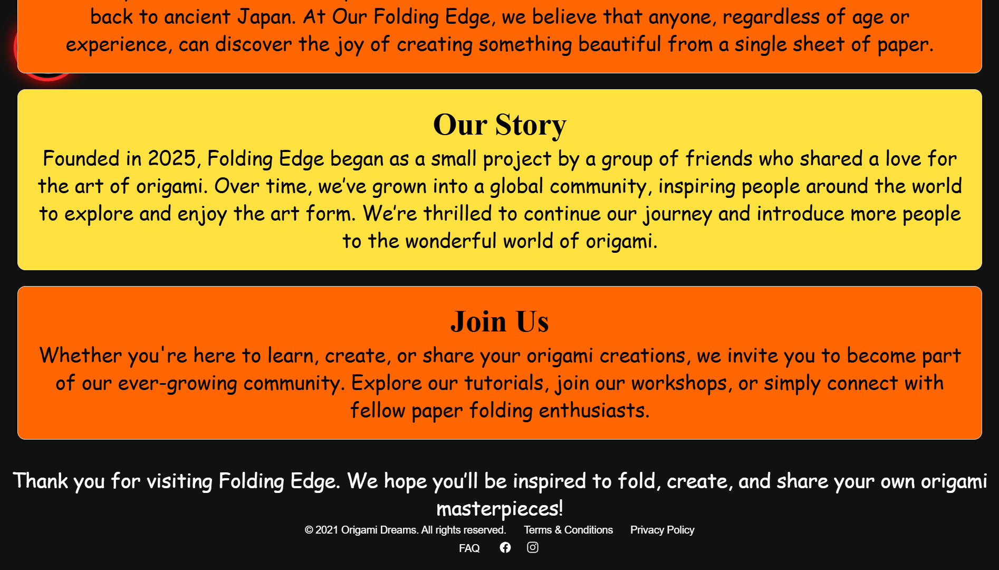 back to ancient Japan. At Our Folding Edge, we believe that anyone, regardless of age or
experience, can discover the joy of creating something beautiful from a single sheet of paper.
Our Story
Founded in 2025, Folding Edge began as a small project by a group of friends who shared a love for
the art of origami. Over time, we’ve grown into a global community, inspiring people around the world
to explore and enjoy the art form. We’re thrilled to continue our journey and introduce more people
to the wonderful world of origami.
Join Us
Whether you're here to learn, create, or share your origami creations, we invite you to become part
of our ever-growing community. Explore our tutorials, join our workshops, or simply connect with
fellow paper folding enthusiasts.
Thank you for visiting Folding Edge. We hope you’ll be inspired to fold, create, and share your own origami
masterpieces!
© 2021 Origami Dreams. All rights reserved. Terms & Conditions Privacy Policy
FAQ